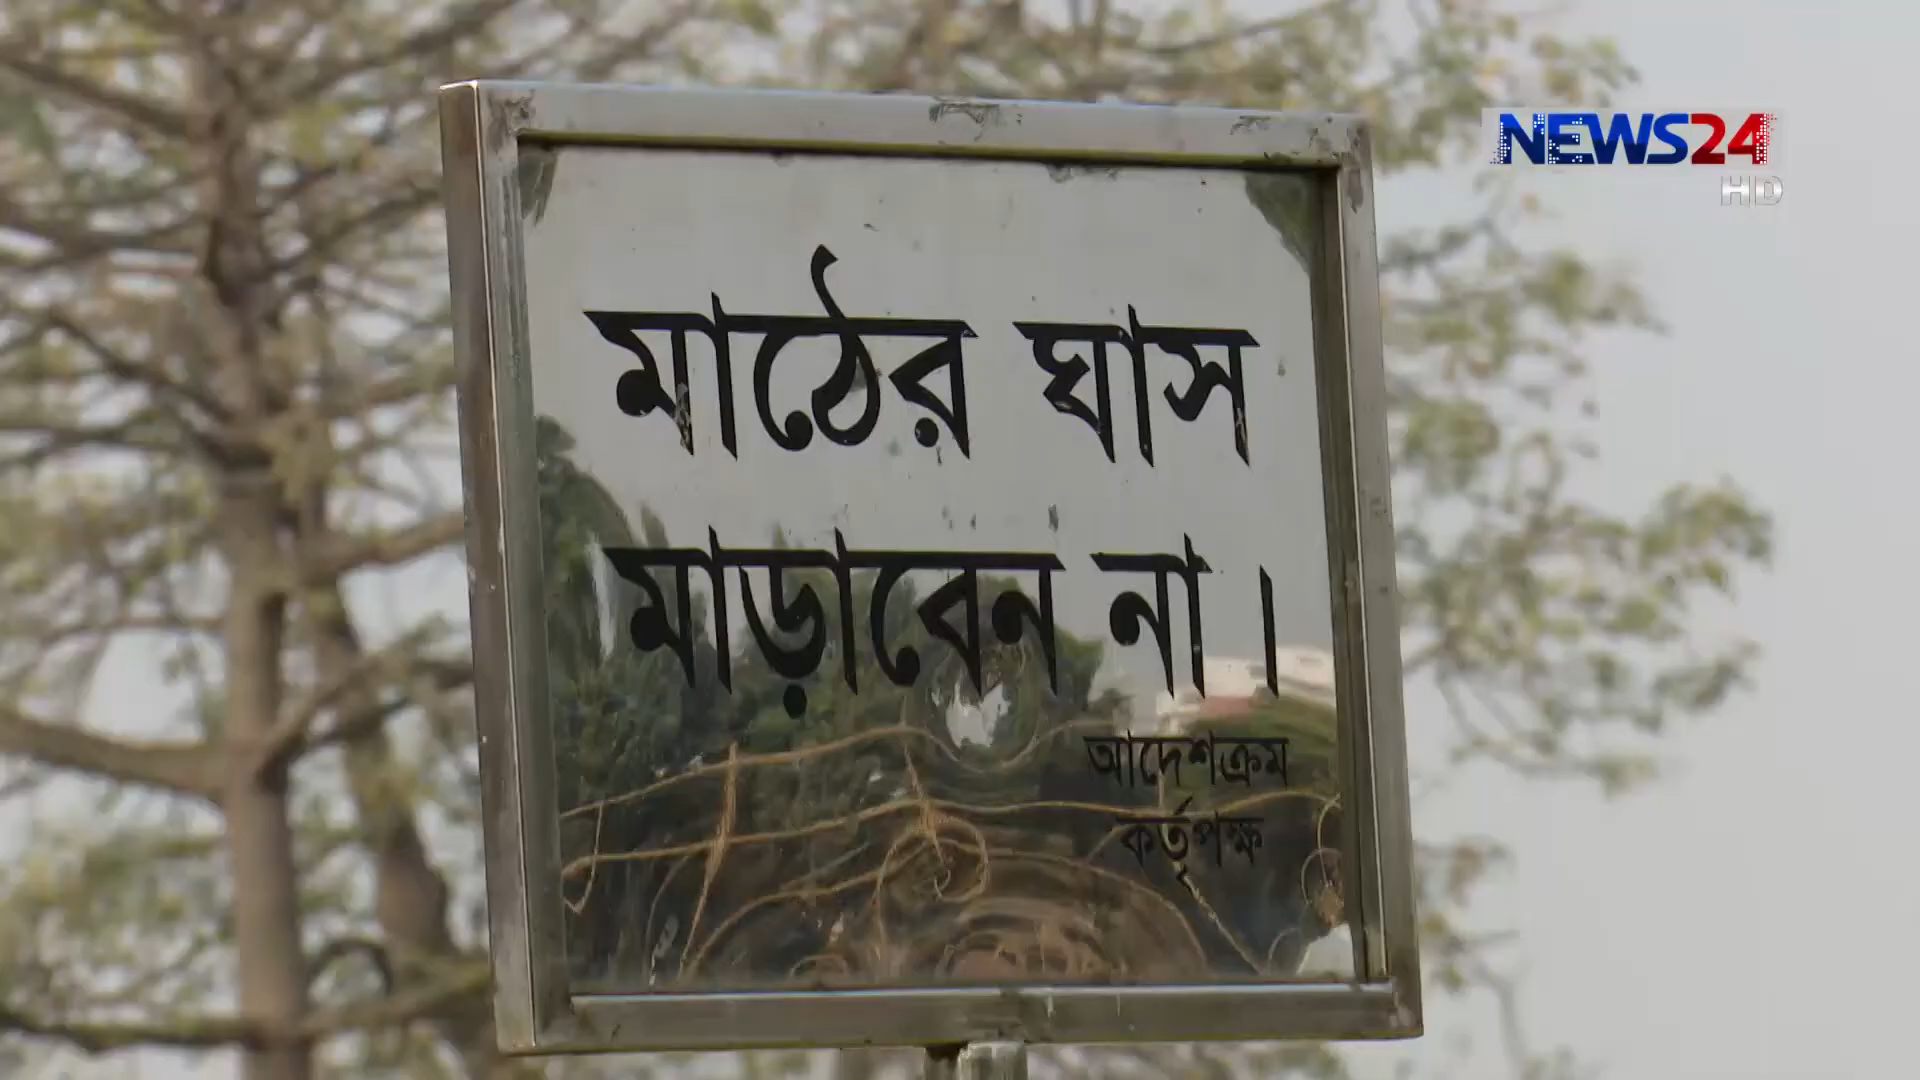 NEWS24
HD
মাঠের ঘাস
মাড়াবেন না।
আদেশক্রম
কর্তৃপক্ষ